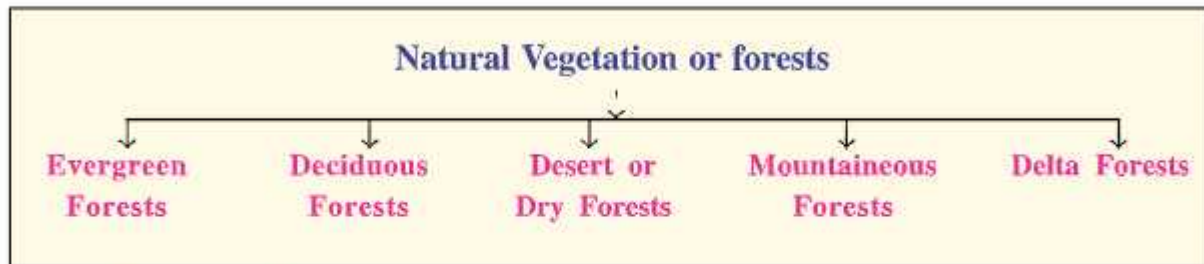 Natural Vegetation or forests
Evergreen
Forests
Deciduous
Forests
Desert or
Dry Forests
Mountaineous
Forests
Delta Forests